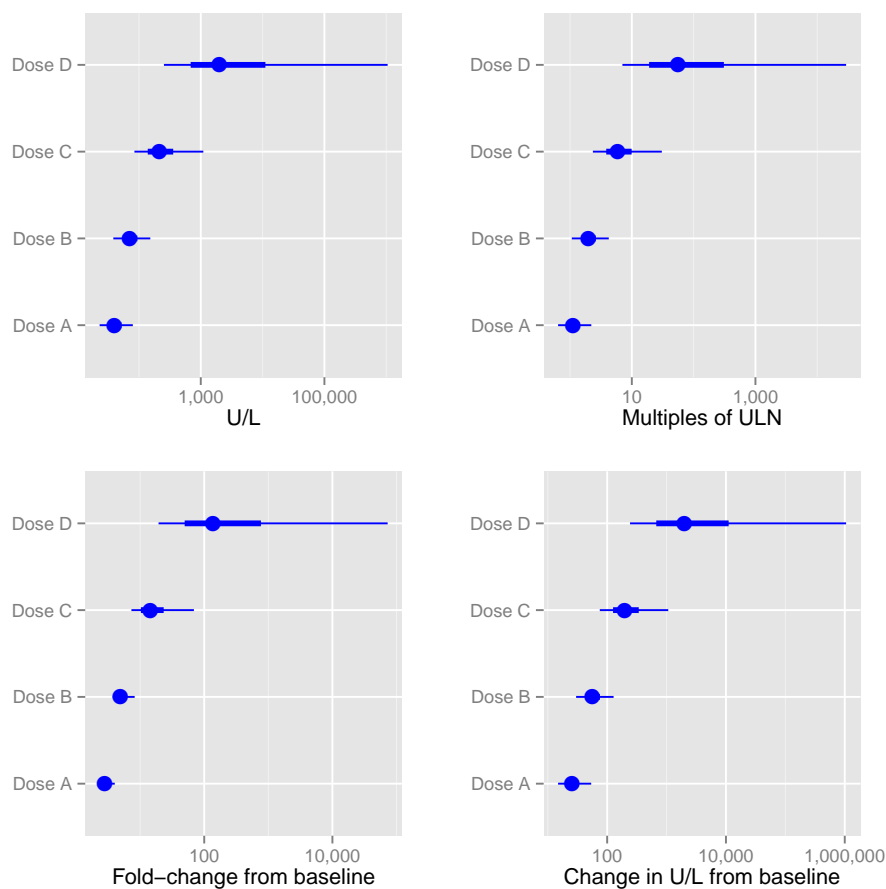 Dose D
Dose C
Dose B
Dose A
1,000 100,000
U/L
Dose D
Dose C
Dose B
Dose A
10 1,000
Multiples of ULN
Dose D
Dose C
Dose B
Dose A
100 10,000
Fold−change from baseline
Dose D
Dose C
Dose B
Dose A
100 10,000 1,000,000
Change in U/L from baseline